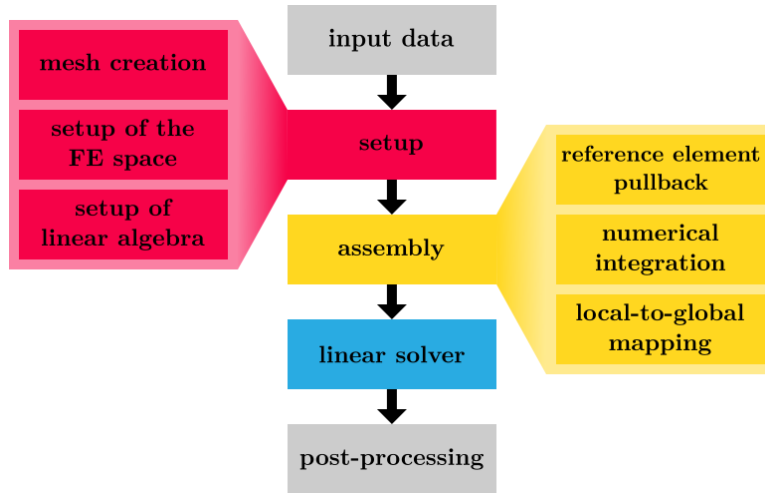 input data
mesh creation
setup of the
FE space
setup of
linear algebra
setup
assembly
reference element
pullback
numerical
integration
local-to-global
mapping
linear solver
post-processing